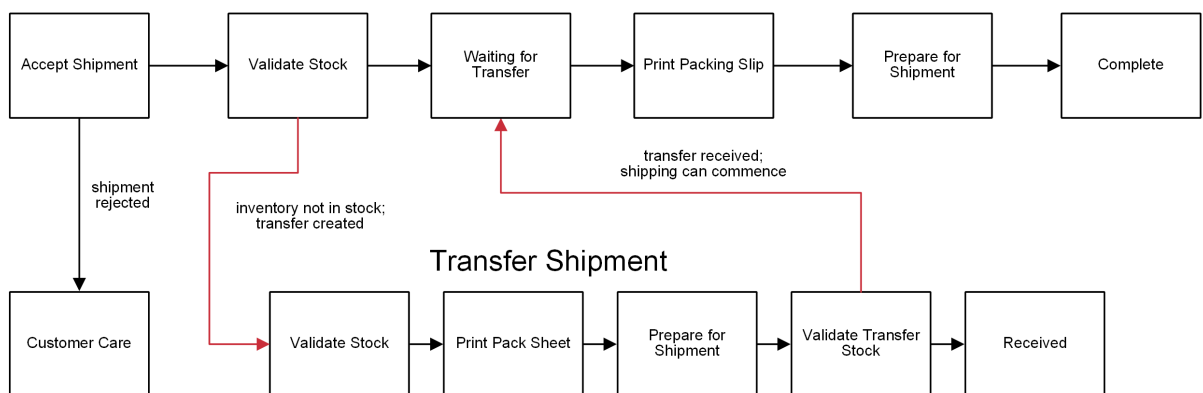 Accept Shipment
Validate Stock
Waiting for
Transfer
Print Packing Slip
Prepare for
Shipment
Complete
shipment
rejected
inventory not in stock;
transfer created
transfer received;
shipping can commence
Transfer Shipment
Customer Care
Validate Stock
Print Pack Sheet
Prepare for
Shipment
Validate Transfer
Stock
Received